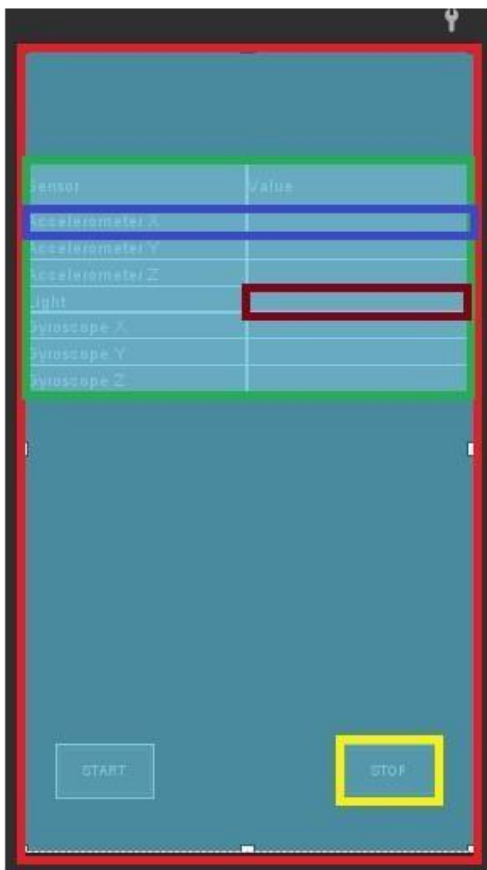 Sensor Value
Accelerometer X
Accelerometer Y
Accelerometer Z
Light
Gyroscope X
Gyroscope Y
Gyroscope Z
START STOP